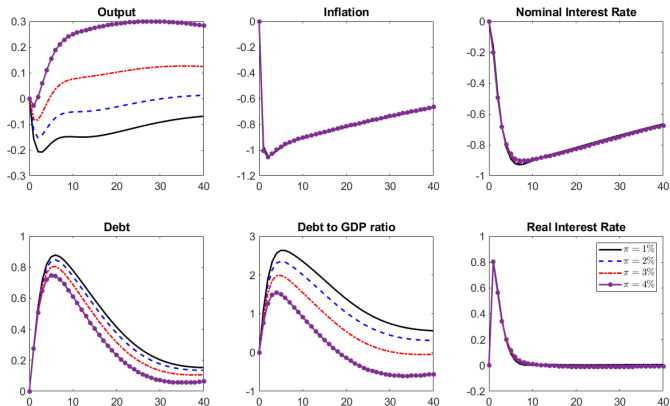 Output
0.3
0.2
0.1
0
-0.1
-0.2
-0.3
0 10 20 30 40
Inflation
0
-0.2
-0.4
-0.6
-0.8
-1
-1.2
0 10 20 30 40
Nominal Interest Rate
0
-0.2
-0.4
-0.6
-0.8
-1
0 10 20 30 40
Debt
1
0.8
0.6
0.4
0.2
0
0 10 20 30 40
Debt to GDP ratio
3
2
1
0
-1
0 10 20 30 40
Real Interest Rate
1
0.8
0.6
0.4
0.2
0
-0.2
0 10 20 30 40
π = 1%
π = 2%
π = 3%
π = 4%